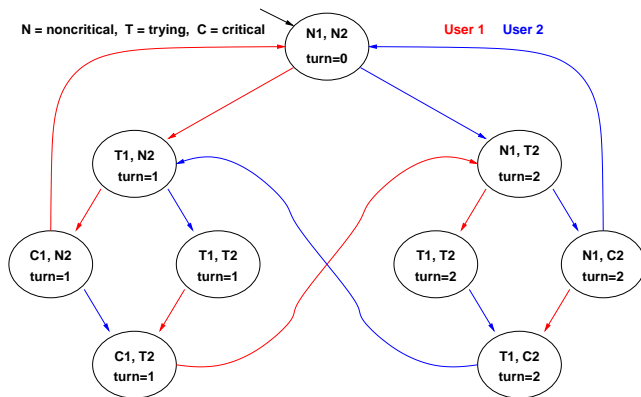 N = noncritical, T = trying, C = critical
User 1 User 2
N1, N2
turn=0
T1, N2
turn=1
N1, T2
turn=2
C1, N2
turn=1
T1, T2
turn=1
T1, T2
turn=2
N1, C2
turn=2
C1, T2
turn=1
T1, C2
turn=2